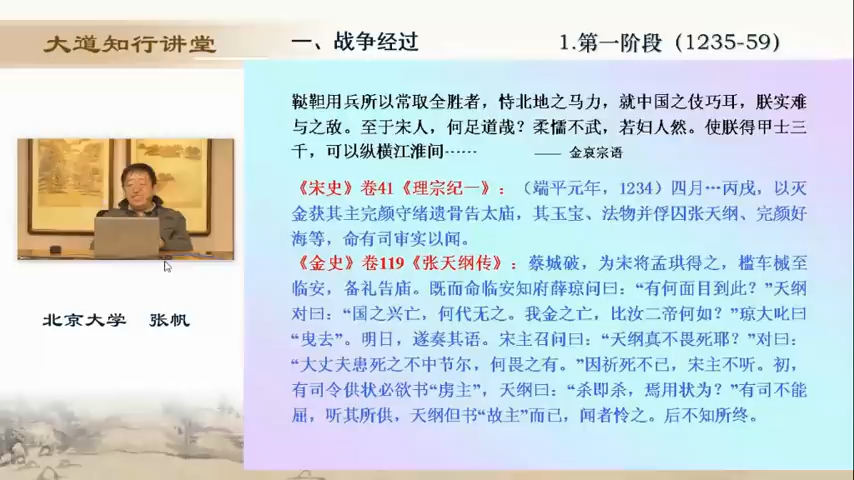 大道知行讲堂
一、战争经过
1.第一阶段（1235-59）
鞑靼用兵所以常取全胜者，恃北地之马力，就中国之伎巧耳，朕实难
与之敌。至于宋人，何足道哉？柔懦不武，若妇人然。使朕得甲士三
千，可以纵横江淮间……
—— 金哀宗语
《宋史》卷41《理宗纪一》：（端平元年，1234）四月…丙戌，以灭
金获其主完颜守绪遗骨告太庙，其玉宝、法物并俘囚张天纲、完颜好
海等，命有司审实以闻。
《金史》卷119《张天纲传》：蔡城破，为宋将孟珙得之，槛车械至
临安，备礼告庙。既而命临安知府薛琼问曰：“有何面目到此？”天纲
对曰：“国之兴亡，何代无之。我金之亡，比汝二帝何如？”琼大叱曰
“曳去”。明日，遂奏其语。宋主召问曰：“天纲真不畏死耶？”对曰：
“大丈夫患死之不中节尔，何畏之有。”因祈死不已，宋主不听。初，
有司令供状必欲书“虏主”，天纲曰：“杀即杀，焉用状为？”有司不能
屈，听其所供，天纲但书“故主”而已，闻者怜之。后不知所终。
北京大学 张帆